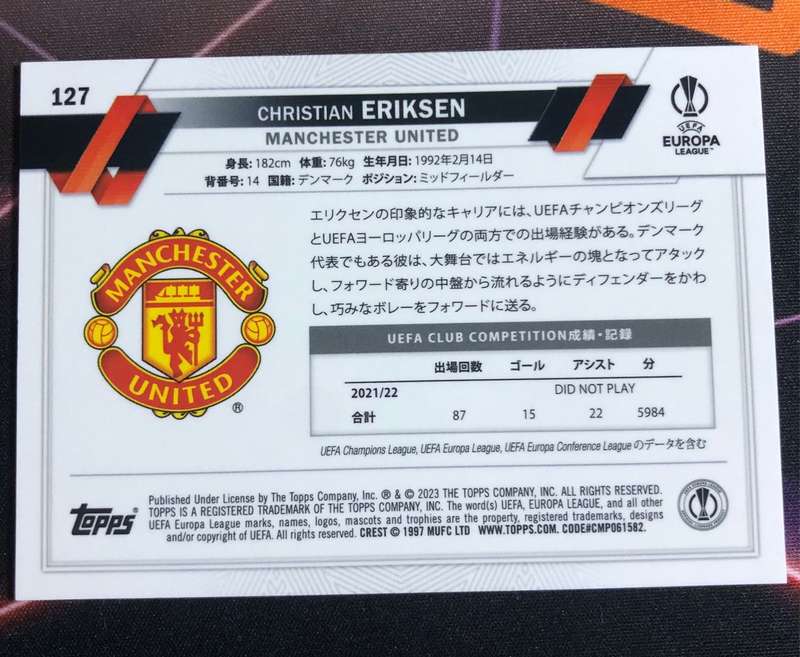 127
CHRISTIAN ERIKSEN
MANCHESTER UNITED
身長: 182cm 体重: 76kg 生年月日: 1992年2月14日
背番号: 14 国籍: デンマーク ポジション: ミッドフィールダー
UEFA
EUROPA
LEAGUE™
エリクセンの印象的なキャリアには、UEFAチャンピオンズリーグ
とUEFAヨーロッパリーグの両方での出場経験がある。デンマーク
代表でもある彼は、大舞台ではエネルギーの塊となってアタック
し、フォワード寄りの中盤から流れるようにディフェンダーをかわ
し、巧みなボレーをフォワードに送る。
MANCHESTER
UNITED
®
UEFA CLUB COMPETITION成績・記録
出場回数 ゴール アシスト 分
2021/22 DID NOT PLAY
合計 87 15 22 5984
UEFA Champions League, UEFA Europa League, UEFA Europa Conference League のデータを含む
topps®
Published Under License by The Topps Company, Inc. ® & © 2023 THE TOPPS COMPANY, INC. ALL RIGHTS RESERVED.
TOPPS IS A REGISTERED TRADEMARK OF THE TOPPS COMPANY, INC. The word(s) UEFA, EUROPA LEAGUE, and all other
UEFA Europa League marks, names, logos, mascots and trophies are the property, registered trademarks, designs
and/or copyright of UEFA. All rights reserved. CREST © 1997 MUFC LTD WWW.TOPPS.COM. CODE#CMP061582.